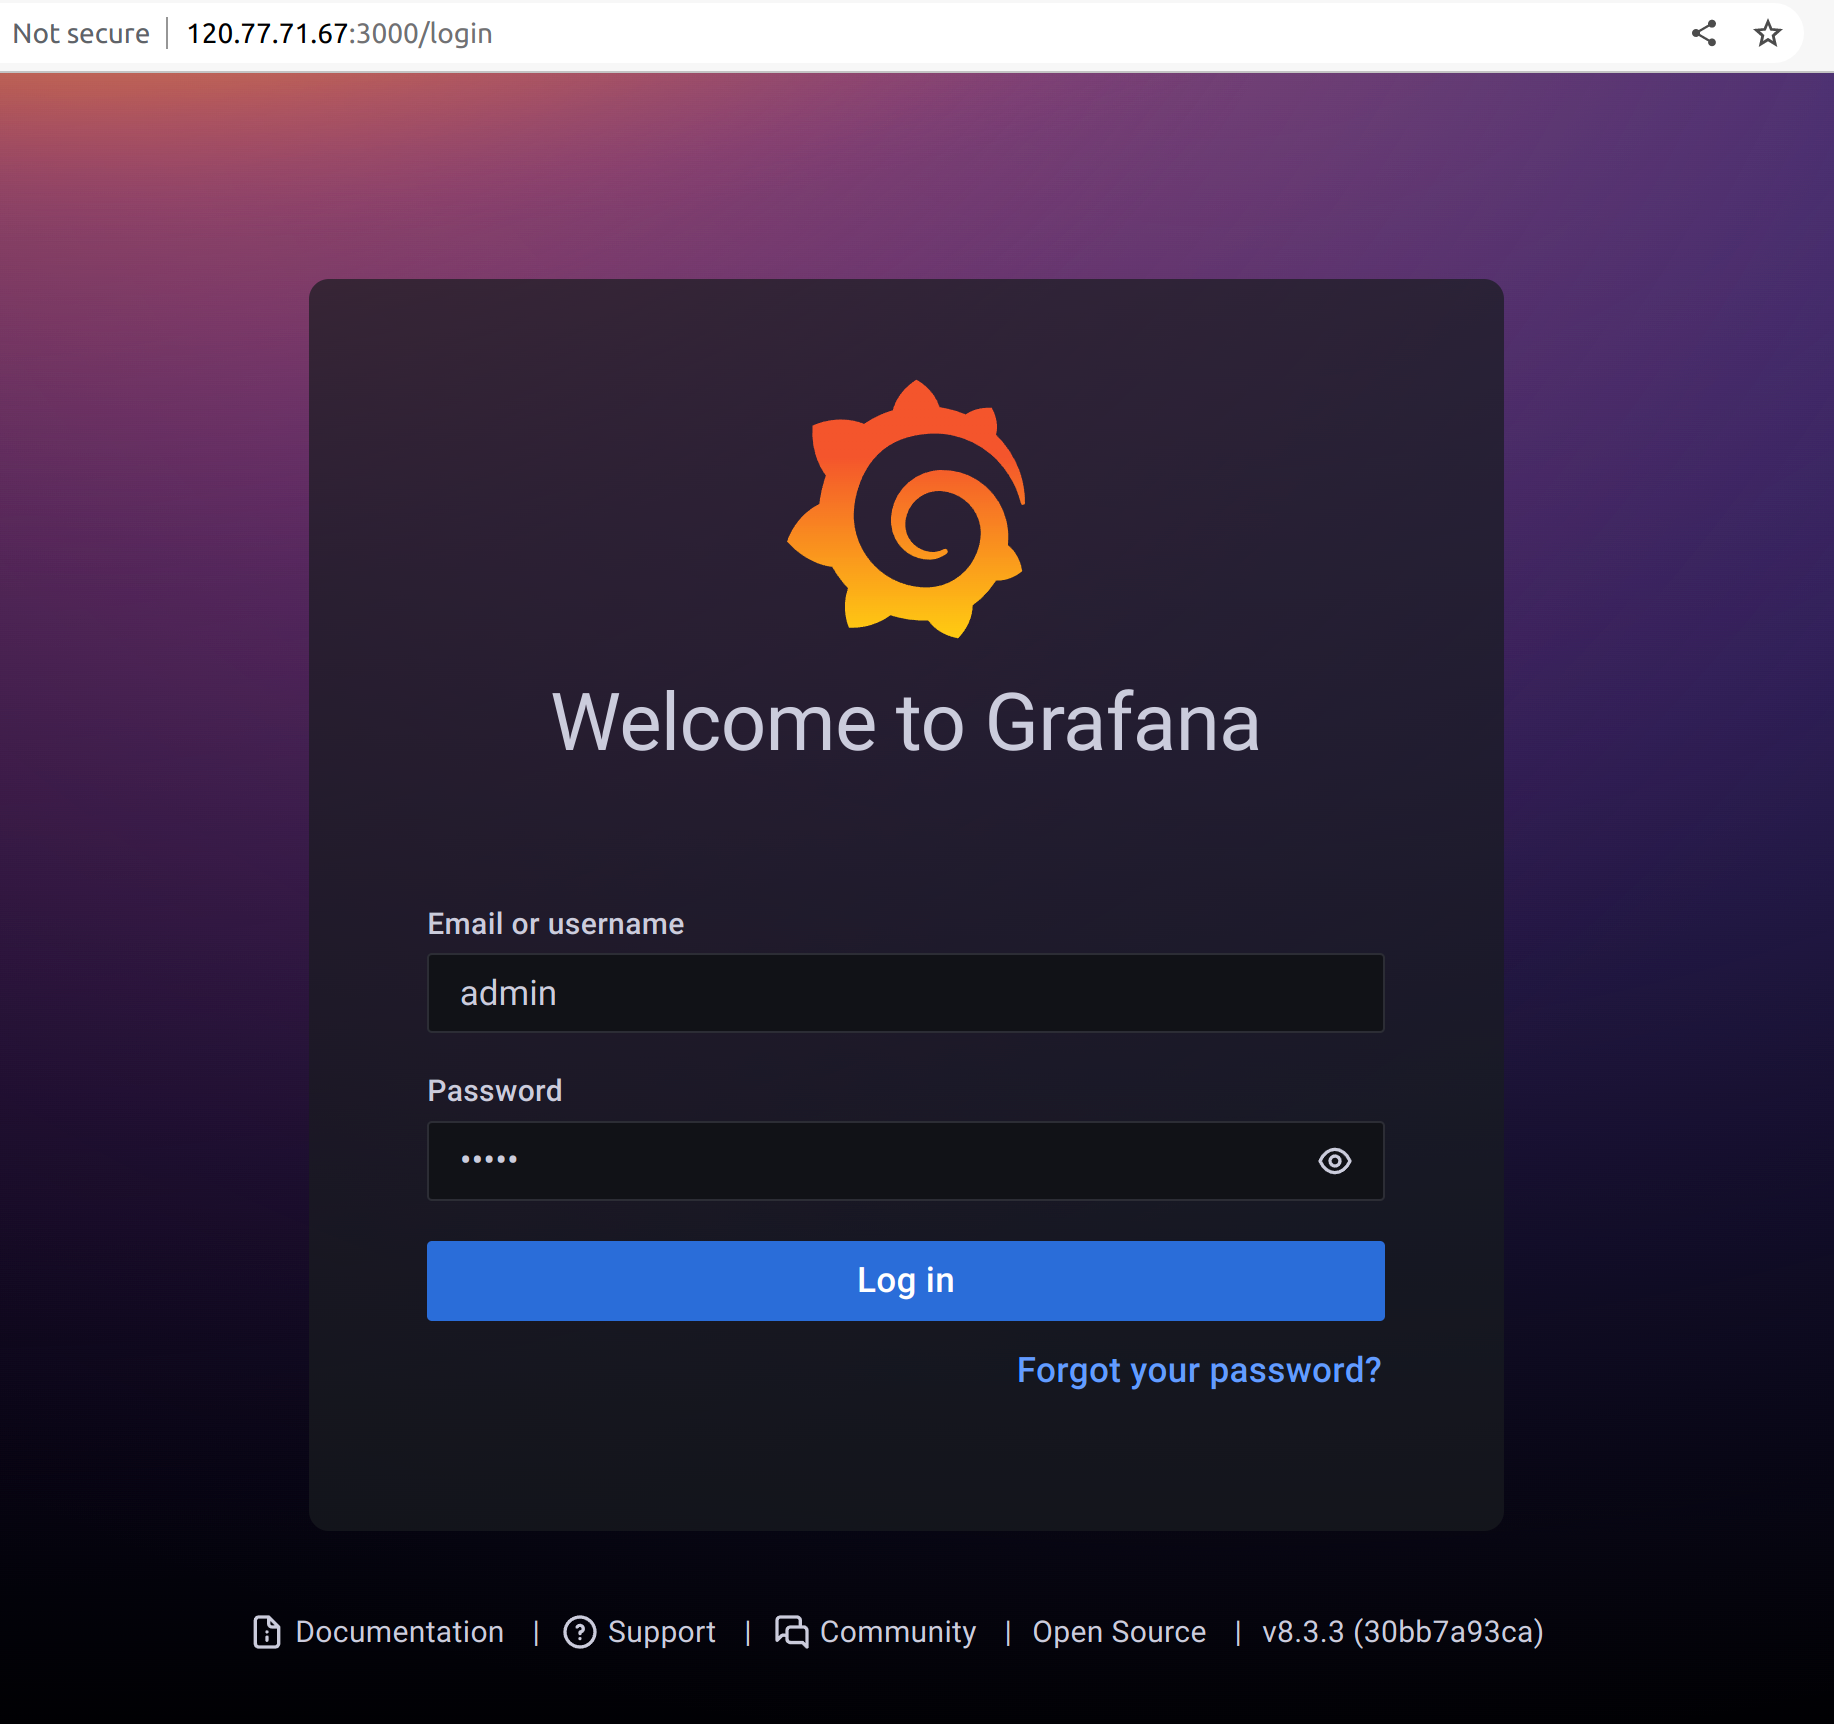 Not secure | 120.77.71.67:3000/login
Welcome to Grafana
Email or username
admin
Password
•••••
Log in
Forgot your password?
Documentation | Support | Community | Open Source | v8.3.3 (30bb7a93ca)